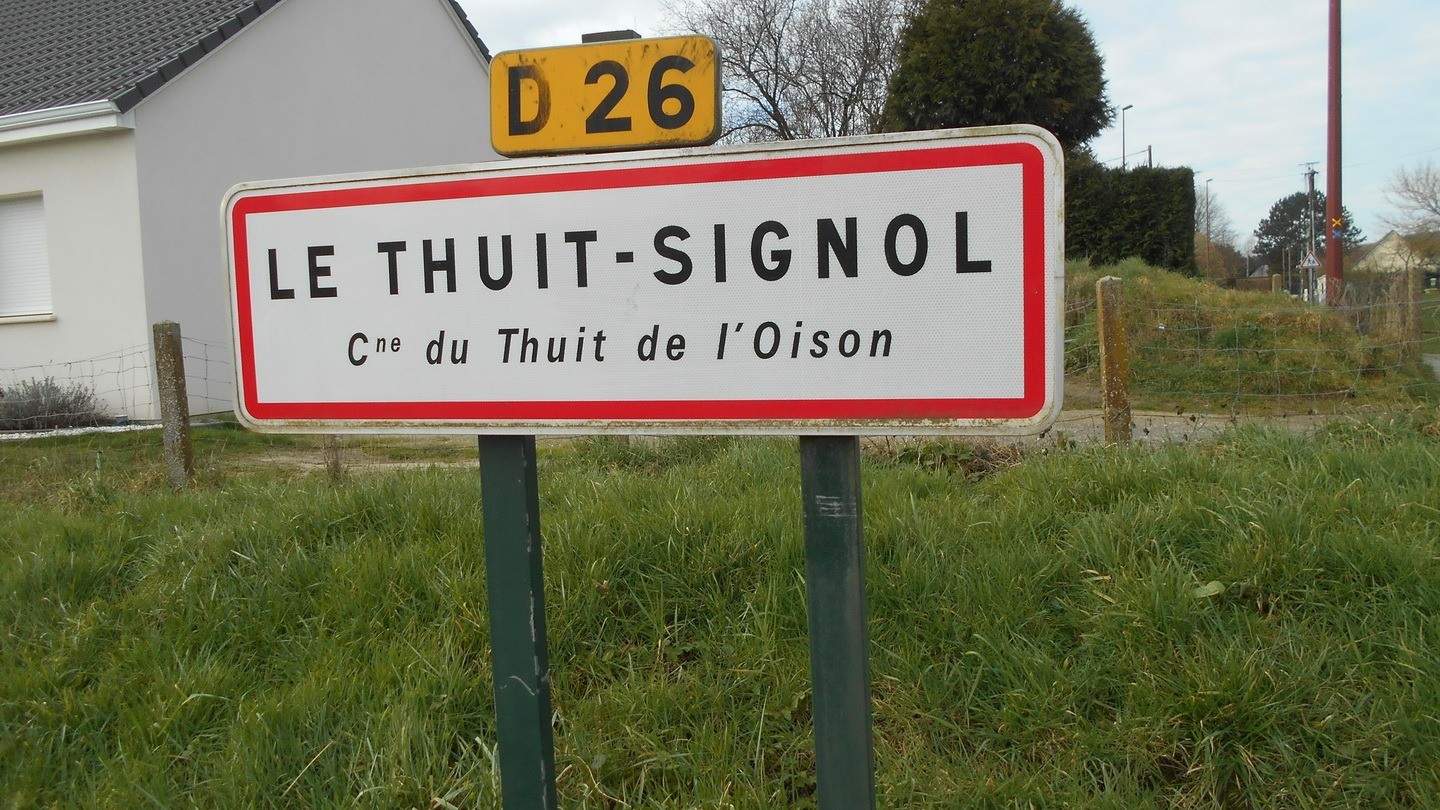 D 26
LE THUIT-SIGNOL
Cne du Thuit de l'Oison